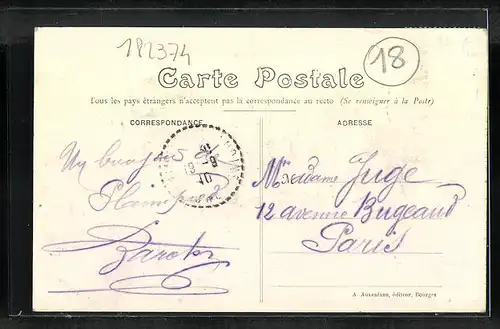 182374
18
Carte Postale
Tous les pays étrangers n'acceptent pas la correspondance au recto (Se renseigner à la Poste)
CORRESPONDANCE
ADRESSE
Un bonjour de
Madame Juge
12 avenue Bugeaud
Paris
A. Auxenfans, éditeur, Bourges